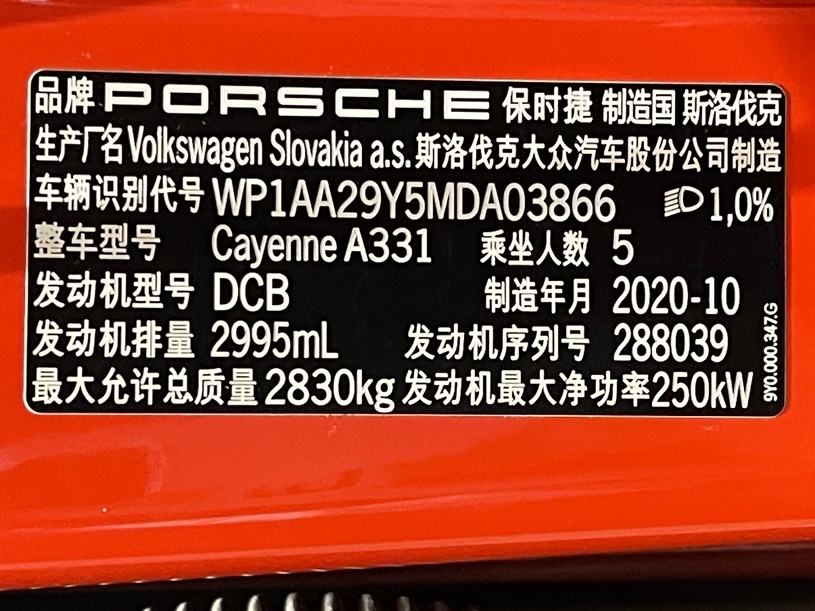 品牌 PORSCHE 保时捷 制造国 斯洛伐克
生产厂名 Volkswagen Slovakia a.s. 斯洛伐克大众汽车股份公司制造
车辆识别代号 WP1AA29Y5MDA03866 1,0%
整车型号 Cayenne A331 乘坐人数 5
发动机型号 DCB 制造年月 2020-10
发动机排量 2995mL 发动机序列号 288039
最大允许总质量 2830kg 发动机最大净功率 250kW
9Y0.000.347.G